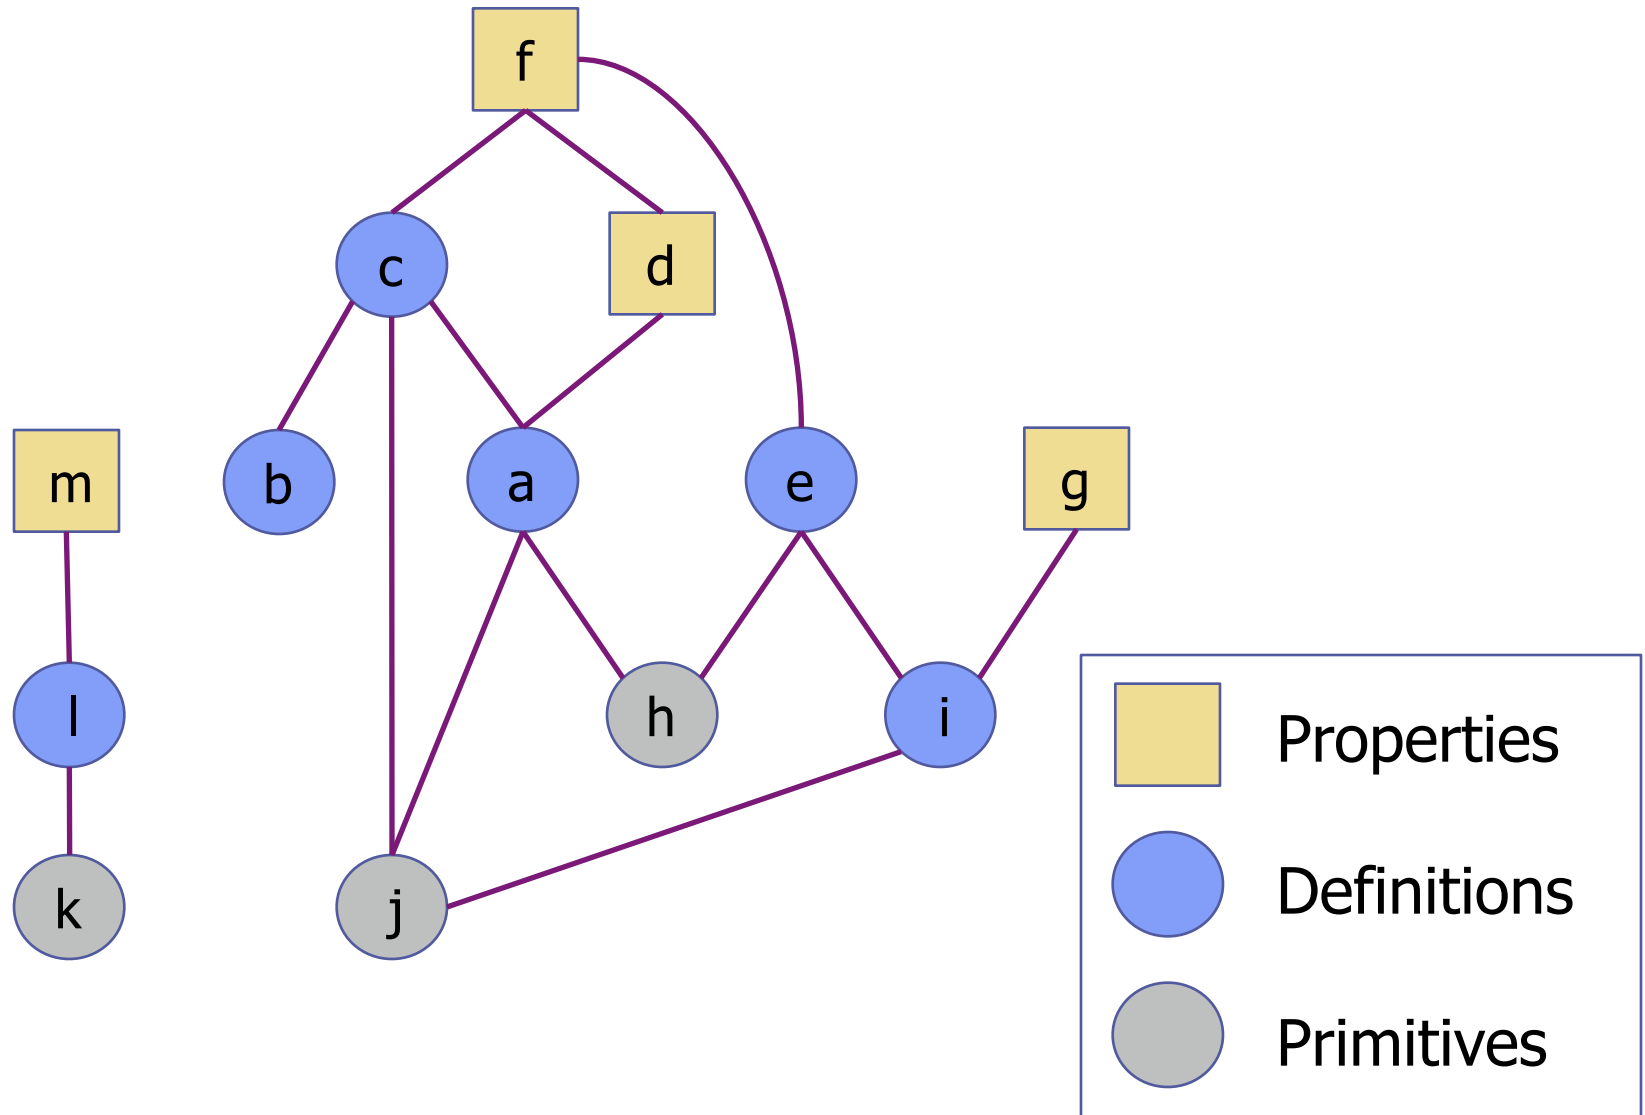 f
c
d
m
b
a
e
g
l
h
i
k
j
Properties
Definitions
Primitives